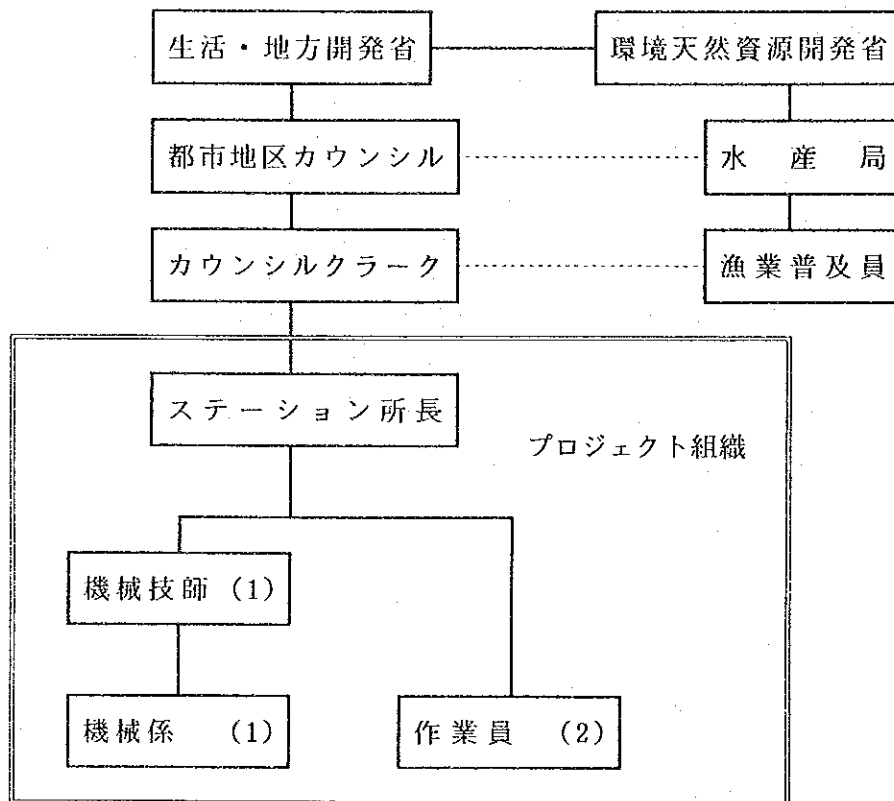 生活・地方開発省
環境天然資源開発省
都市地区カウンシル
水産局
カウンシルクラーク
漁業普及員
ステーション所長
プロジェクト組織
機械技師 (1)
機械係 (1)
作業員 (2)